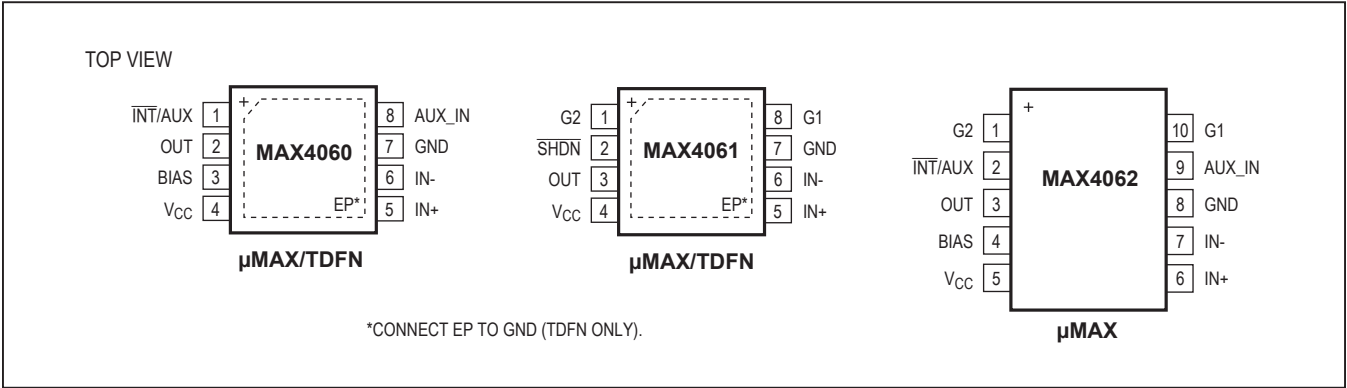 TOP VIEW
INT/AUX 1
OUT 2
BIAS 3
VCC 4
+
MAX4060
EP*
8 AUX_IN
7 GND
6 IN-
5 IN+
µMAX/TDFN
G2 1
SHDN 2
OUT 3
VCC 4
+
MAX4061
EP*
8 G1
7 GND
6 IN-
5 IN+
µMAX/TDFN
G2 1
INT/AUX 2
OUT 3
BIAS 4
VCC 5
+
MAX4062
10 G1
9 AUX_IN
8 GND
7 IN-
6 IN+
µMAX
*CONNECT EP TO GND (TDFN ONLY).